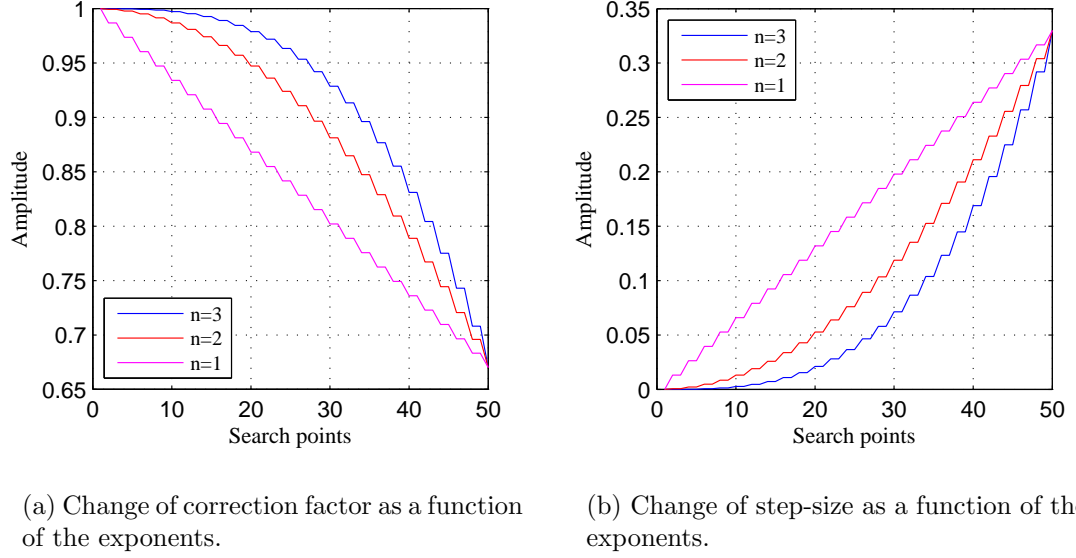 1
0.95
0.9
0.85
0.8
0.75
0.7
0.65
Amplitude
n=3
n=2
n=1
0 10 20 30 40 50
Search points
0.35
0.3
0.25
0.2
0.15
0.1
0.05
0
Amplitude
n=3
n=2
n=1
0 10 20 30 40 50
Search points
(a) Change of correction factor as a function
of the exponents.
(b) Change of step-size as a function of the
exponents.